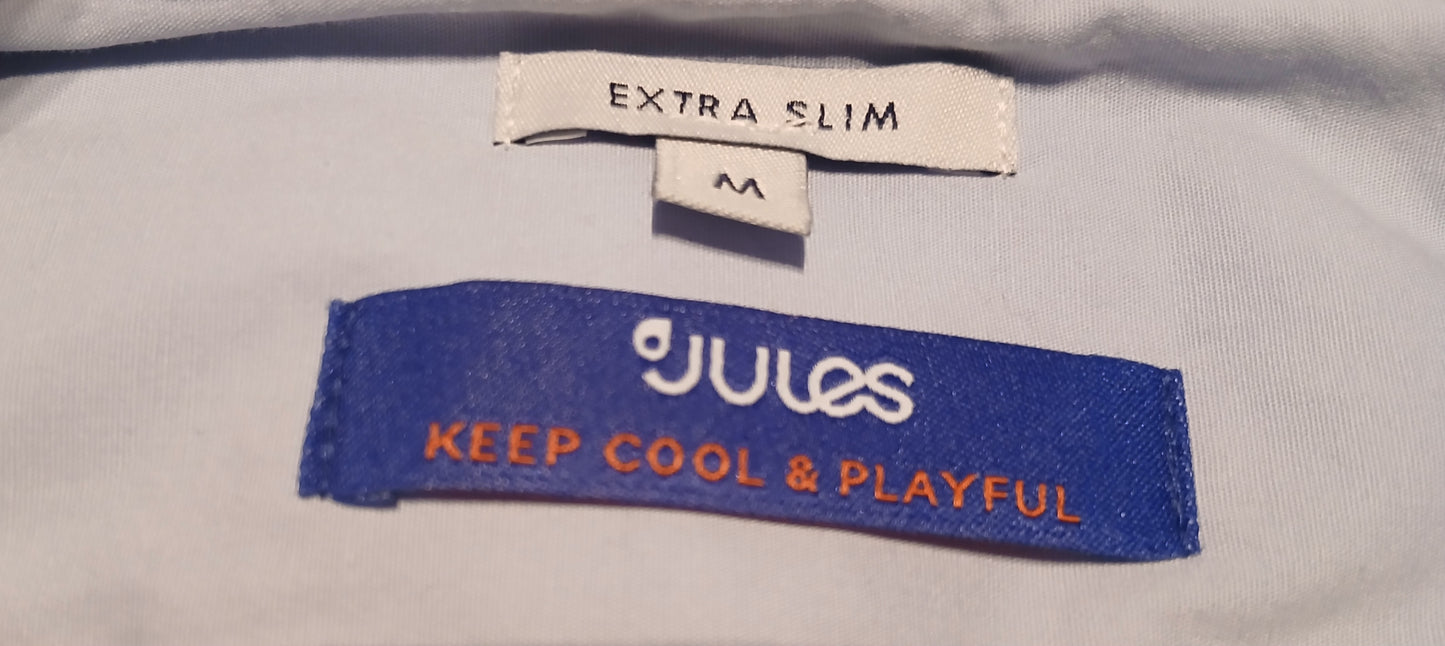 EXTRA SLIM
M
JULES
KEEP COOL & PLAYFUL